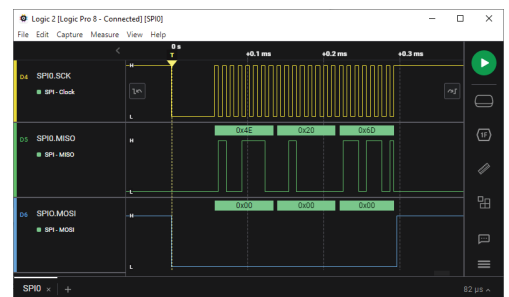 Logic 2 [Logic Pro 8 - Connected] [SPI0]
File Edit Capture Measure View Help
0 s
T
+0.1 ms
+0.2 ms
+0.3 ms
D4 SPI0.SCK
SPI - Clock
H
L
D5 SPI0.MISO
SPI - MISO
H
L
0x4E 0x20 0x6D
D6 SPI0.MOSI
SPI - MOSI
H
L
0x00 0x00 0x00
1F
SPI0 × +
82 µs